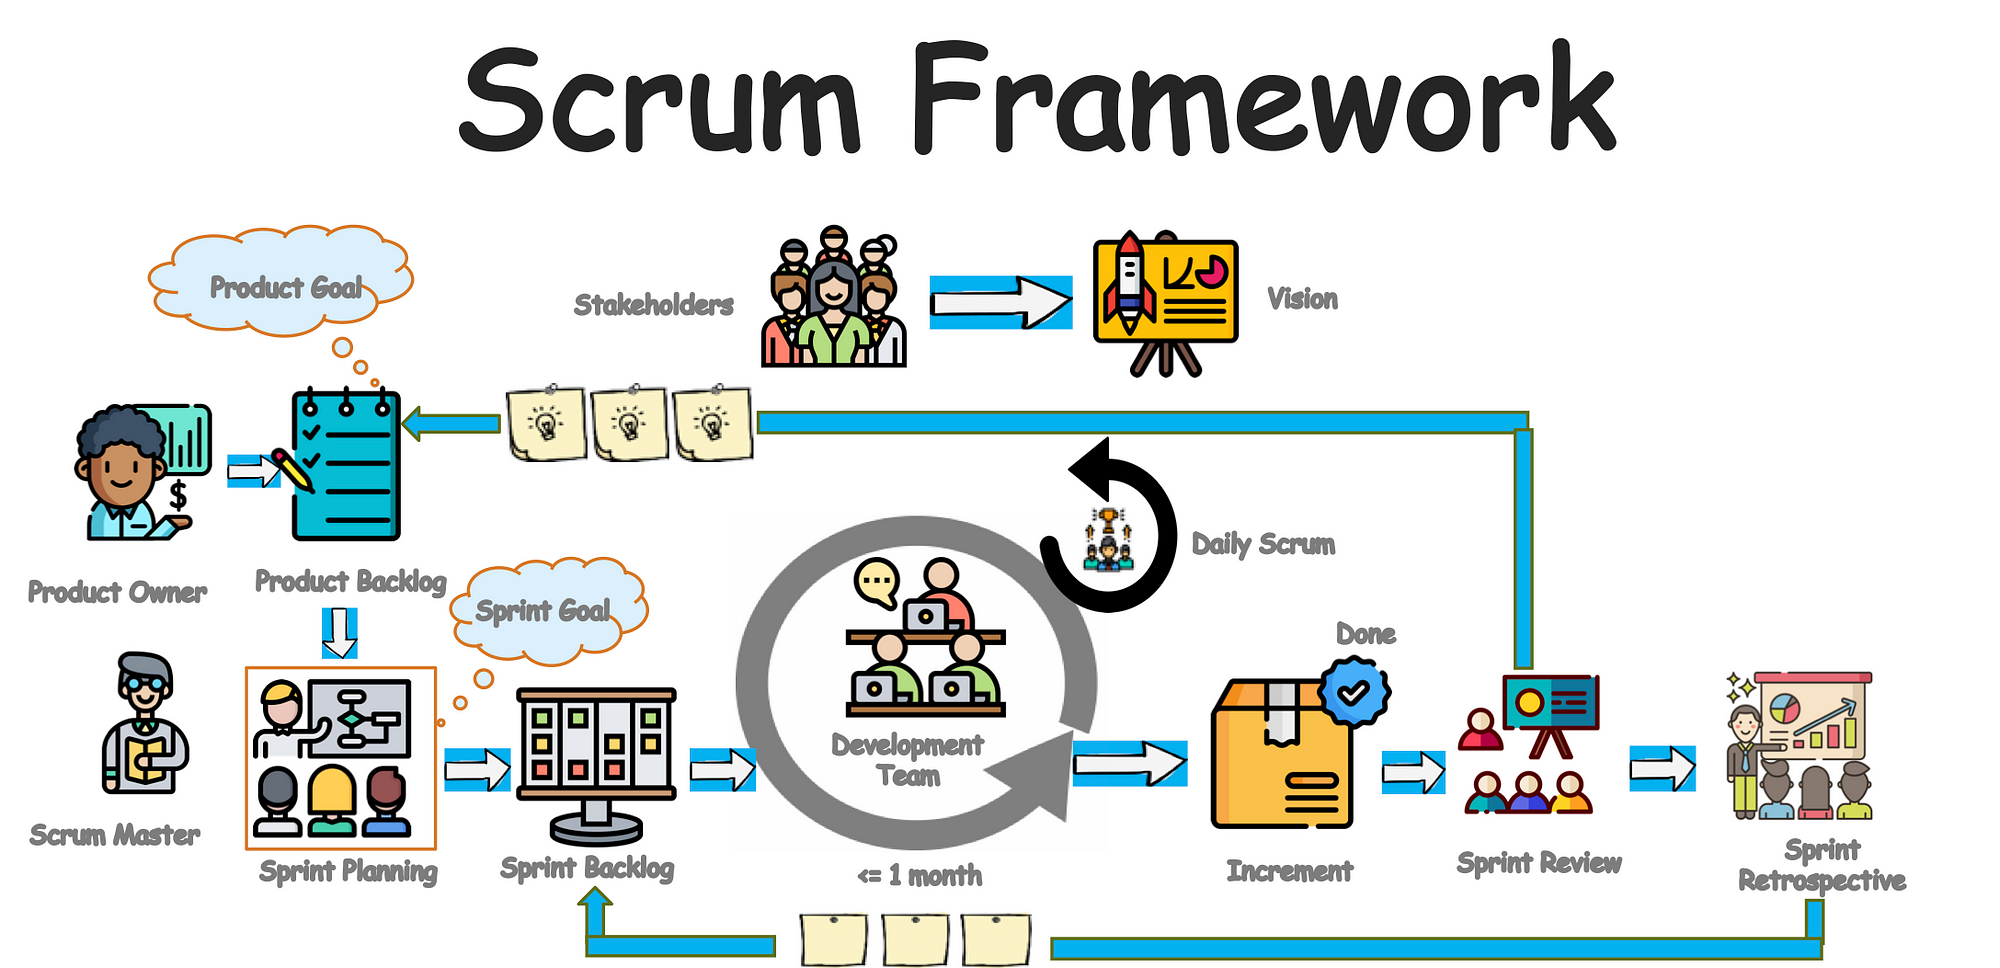 Scrum Framework
Product Goal
Stakeholders
Vision
$
Daily Scrum
Product Owner
Product Backlog
Sprint Goal
Done
Development
Team
Scrum Master
Sprint Planning
Sprint Backlog
<= 1 month
Increment
Sprint Review
Sprint
Retrospective